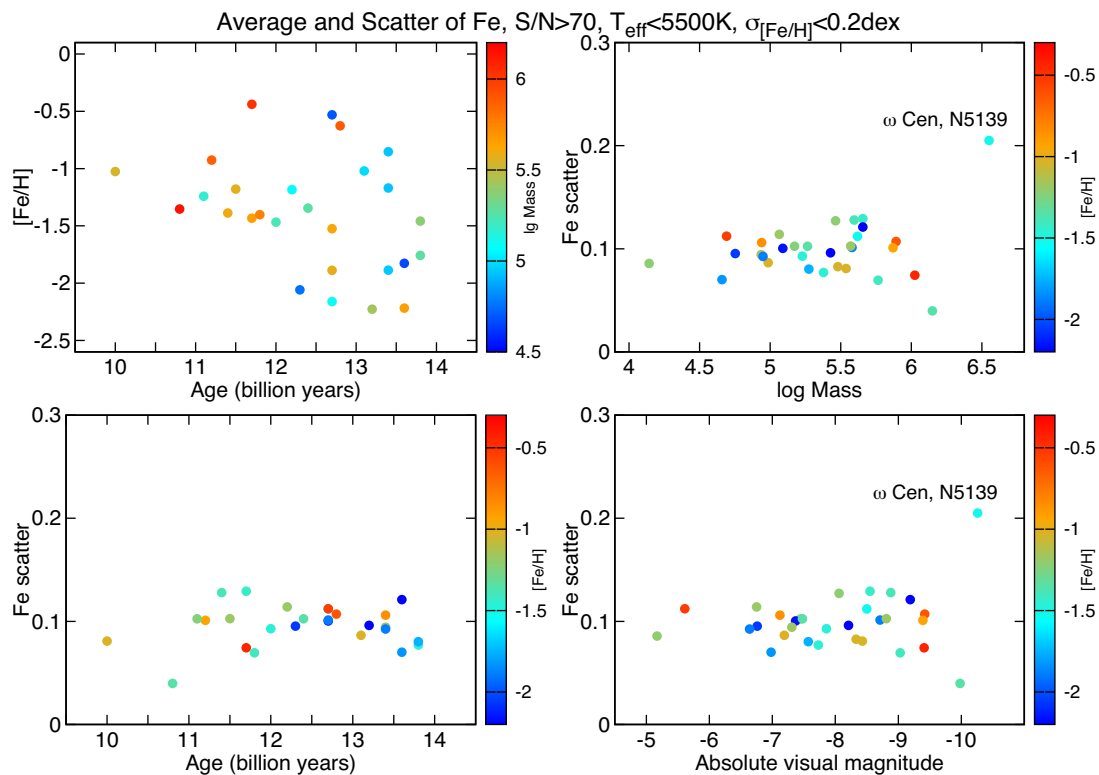 Average and Scatter of Fe, S/N>70, T_eff<5500K, σ_[Fe/H]<0.2dex
0
-0.5
-1
-1.5
-2
-2.5
[Fe/H]
10 11 12 13 14
Age (billion years)
6
5.5
5
4.5
lg Mass
0.3
0.2
0.1
0
Fe scatter
ω Cen, N5139
4 4.5 5 5.5 6 6.5
log Mass
-0.5
-1
-1.5
-2
[Fe/H]
0.3
0.2
0.1
0
Fe scatter
10 11 12 13 14
Age (billion years)
-0.5
-1
-1.5
-2
[Fe/H]
0.3
0.2
0.1
0
Fe scatter
ω Cen, N5139
-5 -6 -7 -8 -9 -10
Absolute visual magnitude
-0.5
-1
-1.5
-2
[Fe/H]